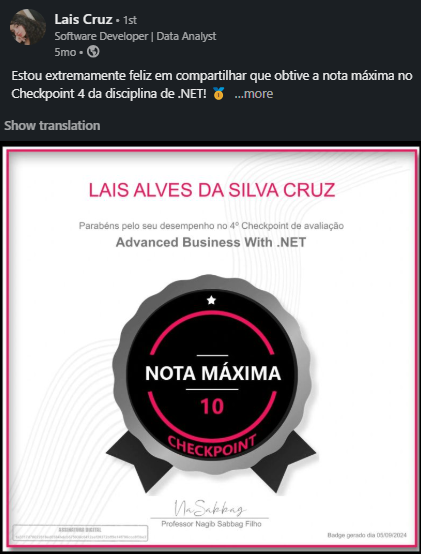 Lais Cruz • 1st
Software Developer | Data Analyst
5mo •
Estou extremamente feliz em compartilhar que obtive a nota máxima no
Checkpoint 4 da disciplina de .NET! 🏅 ...more
Show translation
LAIS ALVES DA SILVA CRUZ
Parabéns pelo seu desempenho no 4º Checkpoint de avaliação
Advanced Business With .NET
NOTA MÁXIMA
10
CHECKPOINT
NaSabbag
Professor Nagib Sabbag Filho
ASSINATURA DIGITAL
Badge gerado dia 05/09/2024